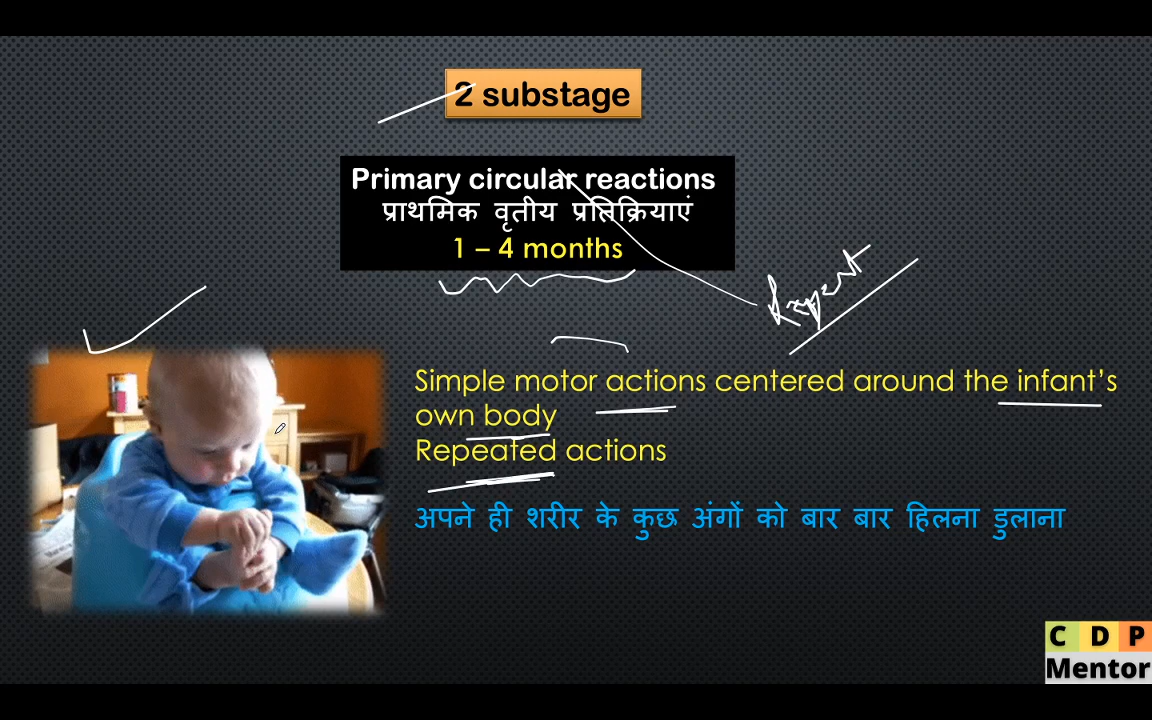 2 substage
Primary circular reactions
प्राथमिक वृतीय प्रतिक्रियाएं
1 – 4 months
Repeat
Simple motor actions centered around the infant's
own body
Repeated actions
अपने ही शरीर के कुछ अंगों को बार बार हिलना डुलाना
C D P
Mentor